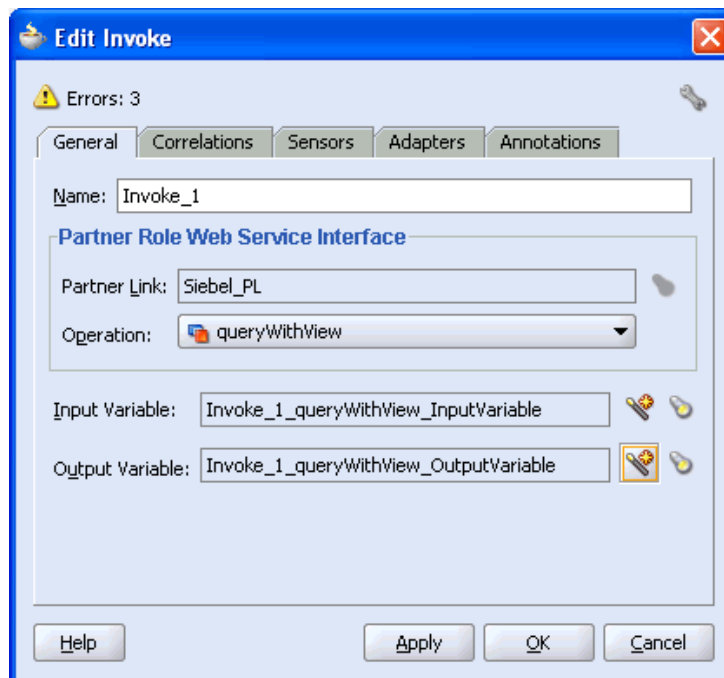 Edit Invoke
Errors: 3
General Correlations Sensors Adapters Annotations
Name: Invoke_1
Partner Role Web Service Interface
Partner Link: Siebel_PL
Operation: queryWithView
Input Variable: Invoke_1_queryWithView_InputVariable
Output Variable: Invoke_1_queryWithView_OutputVariable
Help Apply OK Cancel